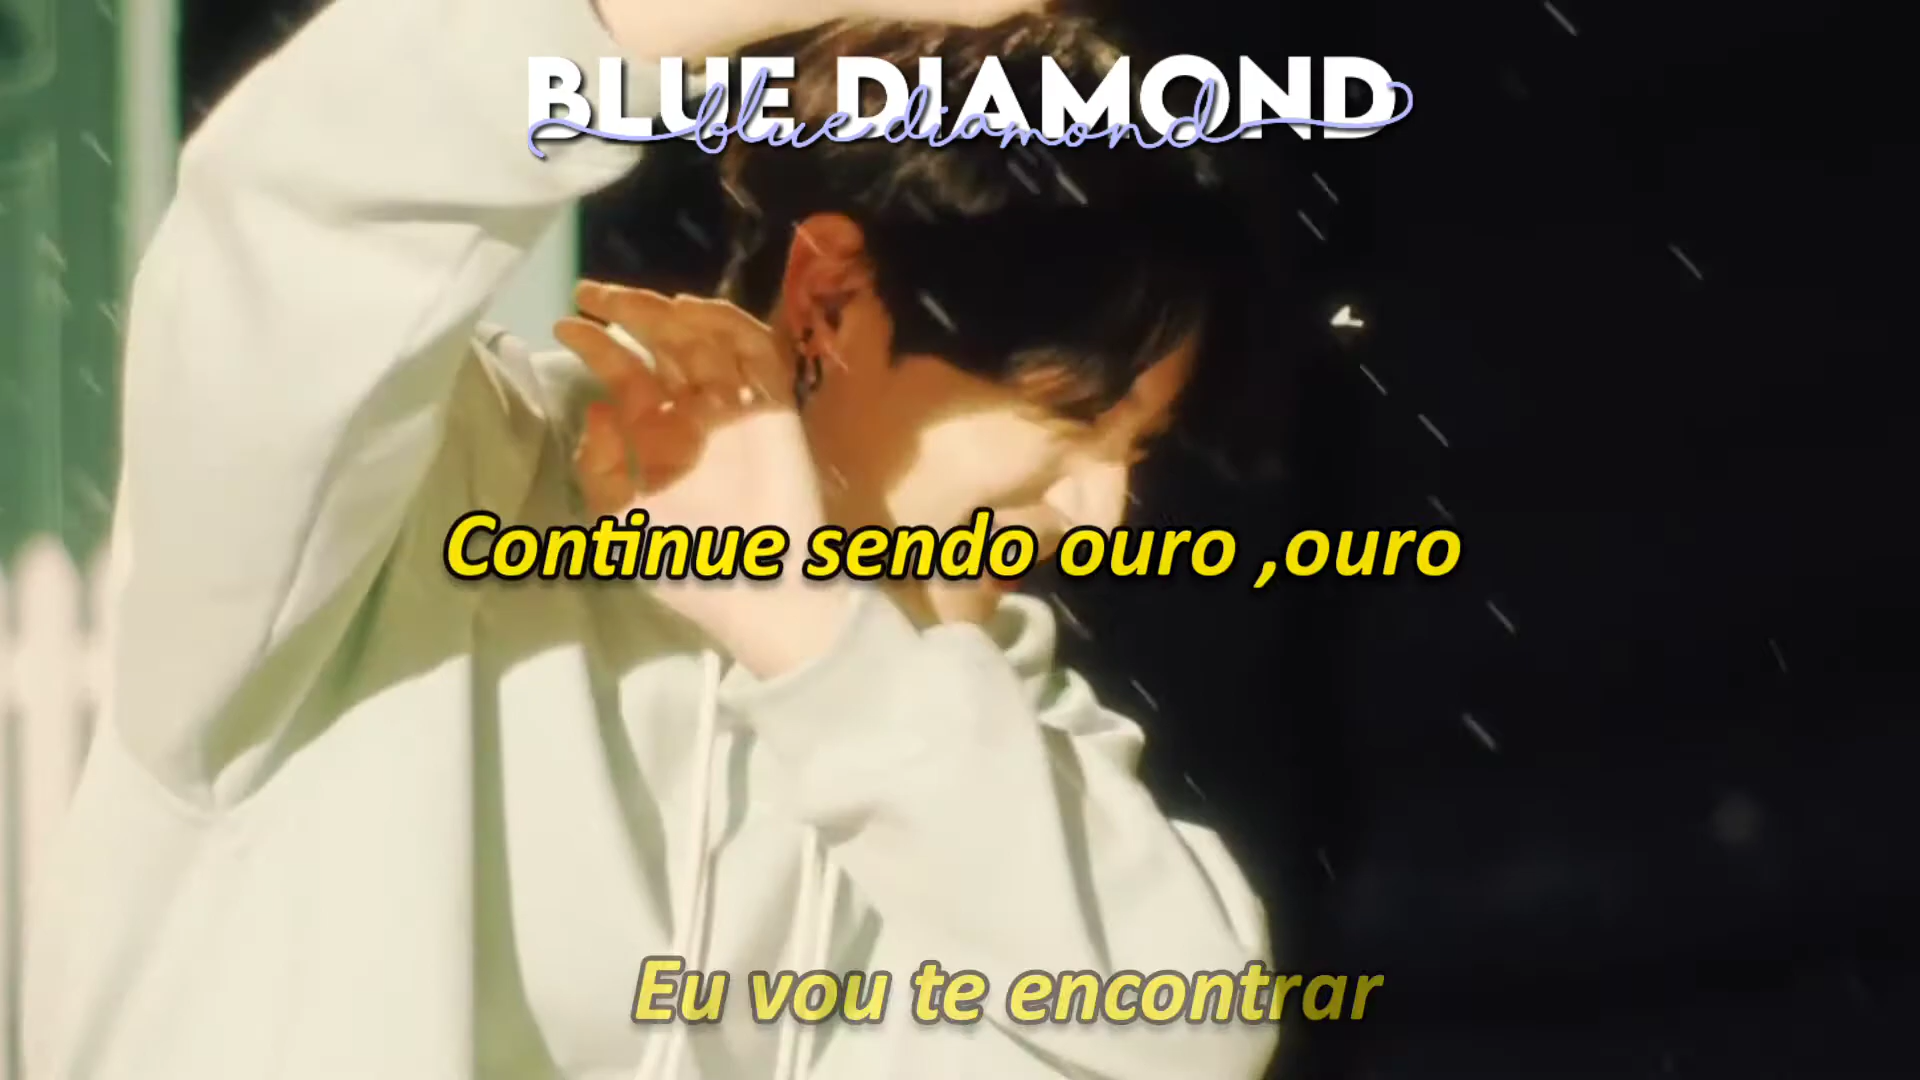 BLUE DIAMOND
blue diamond
Continue sendo ouro ,ouro
Eu vou te encontrar